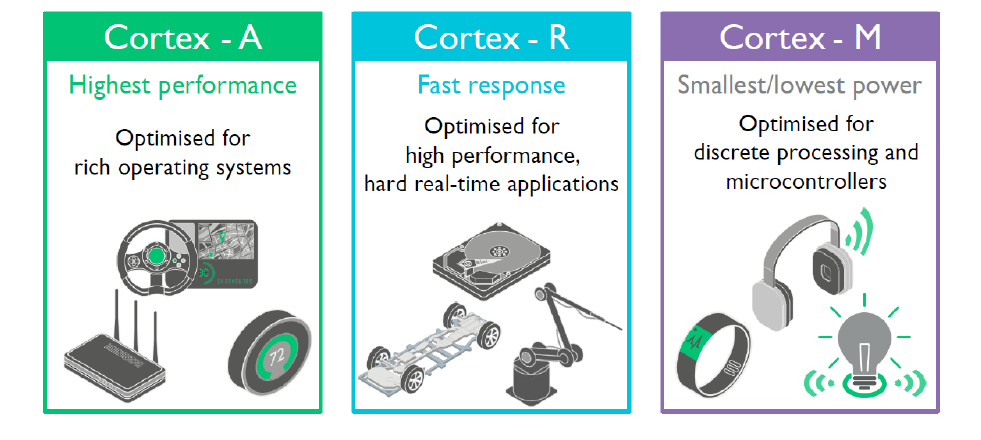 Cortex - A
Highest performance
Optimised for
rich operating systems
72
Cortex - R
Fast response
Optimised for
high performance,
hard real-time applications
Cortex - M
Smallest/lowest power
Optimised for
discrete processing and
microcontrollers